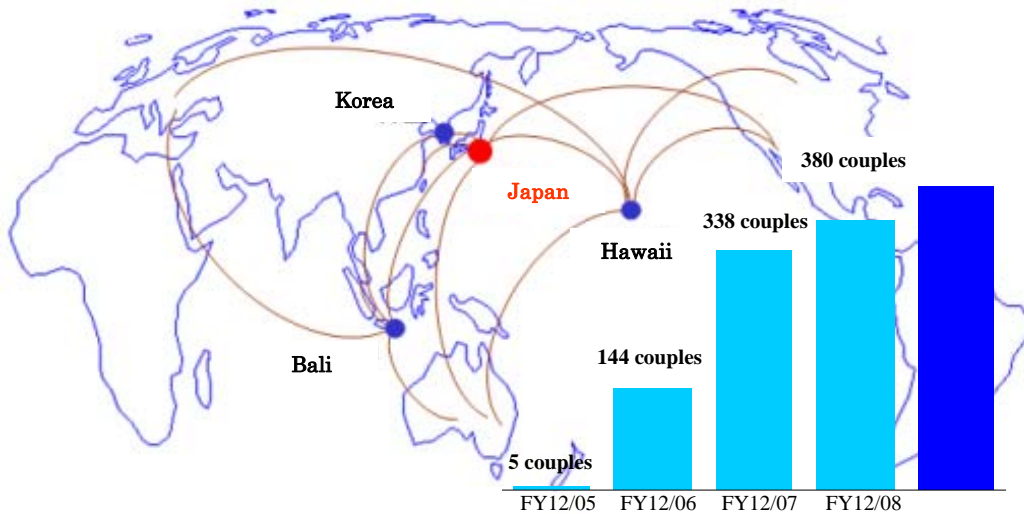 Korea
Japan
Hawaii
Bali
380 couples
338 couples
144 couples
5 couples
FY12/05 FY12/06 FY12/07 FY12/08